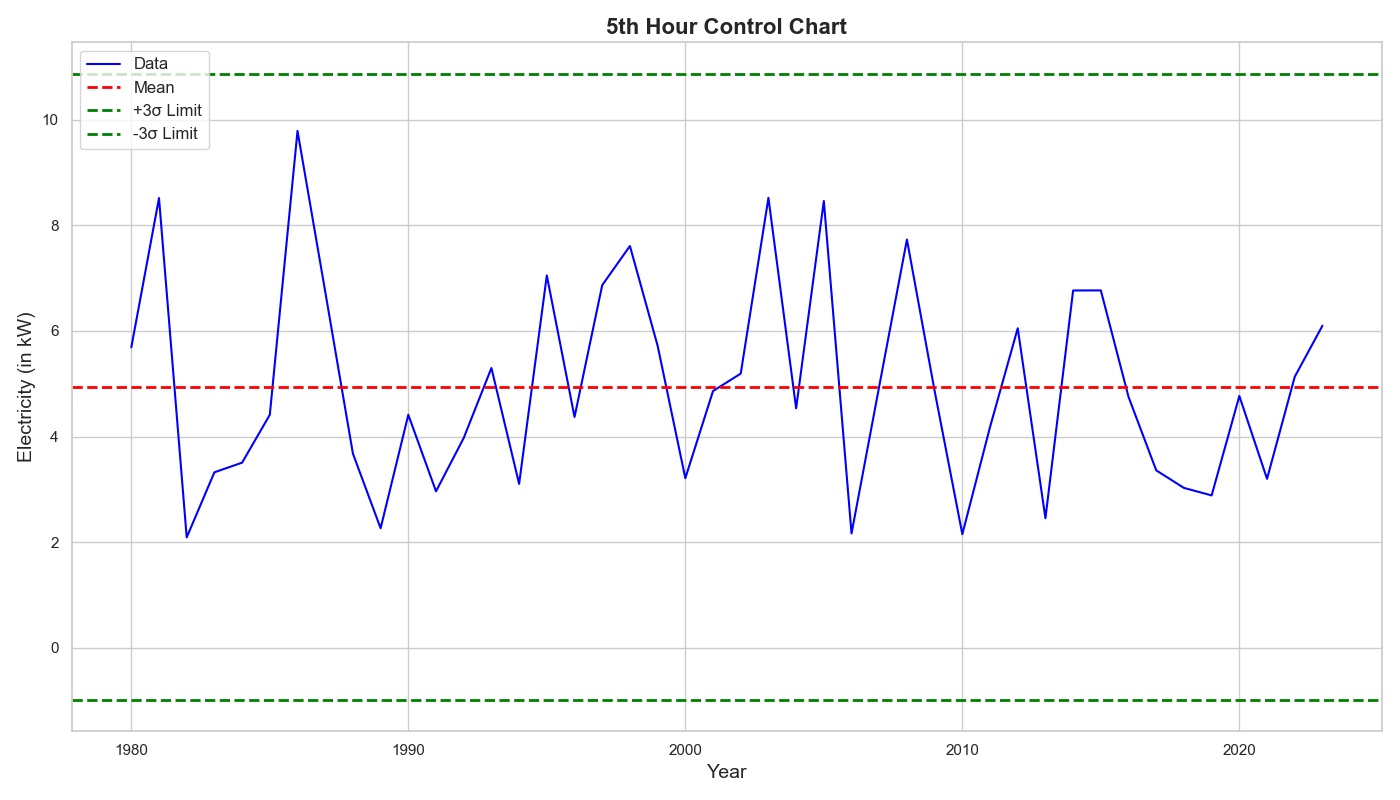 5th Hour Control Chart
Data
Mean
+3σ Limit
-3σ Limit
Electricity (in kW)
10
8
6
4
2
0
1980
1990
2000
2010
2020
Year